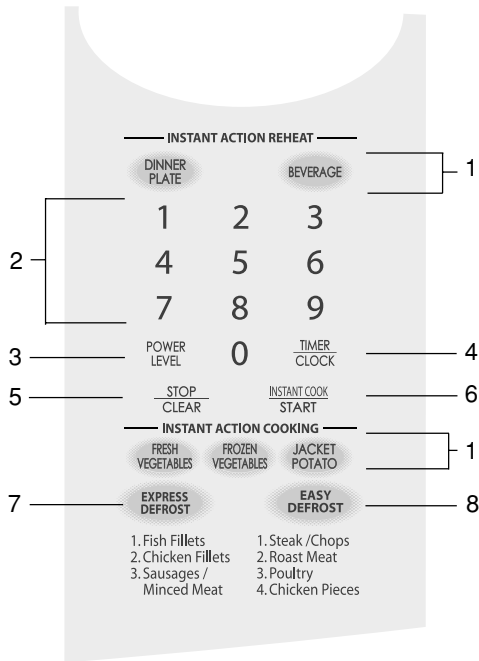 INSTANT ACTION REHEAT
DINNER
PLATE
BEVERAGE
1
1 2 3
2
4 5 6
7 8 9
3
POWER
LEVEL
0
TIMER
CLOCK
4
5
STOP
CLEAR
INSTANT COOK
START
6
INSTANT ACTION COOKING
FRESH
VEGETABLES
FROZEN
VEGETABLES
JACKET
POTATO
1
7
EXPRESS
DEFROST
EASY
DEFROST
8
1. Fish Fillets
2. Chicken Fillets
3. Sausages /
Minced Meat
1. Steak /Chops
2. Roast Meat
3. Poultry
4. Chicken Pieces